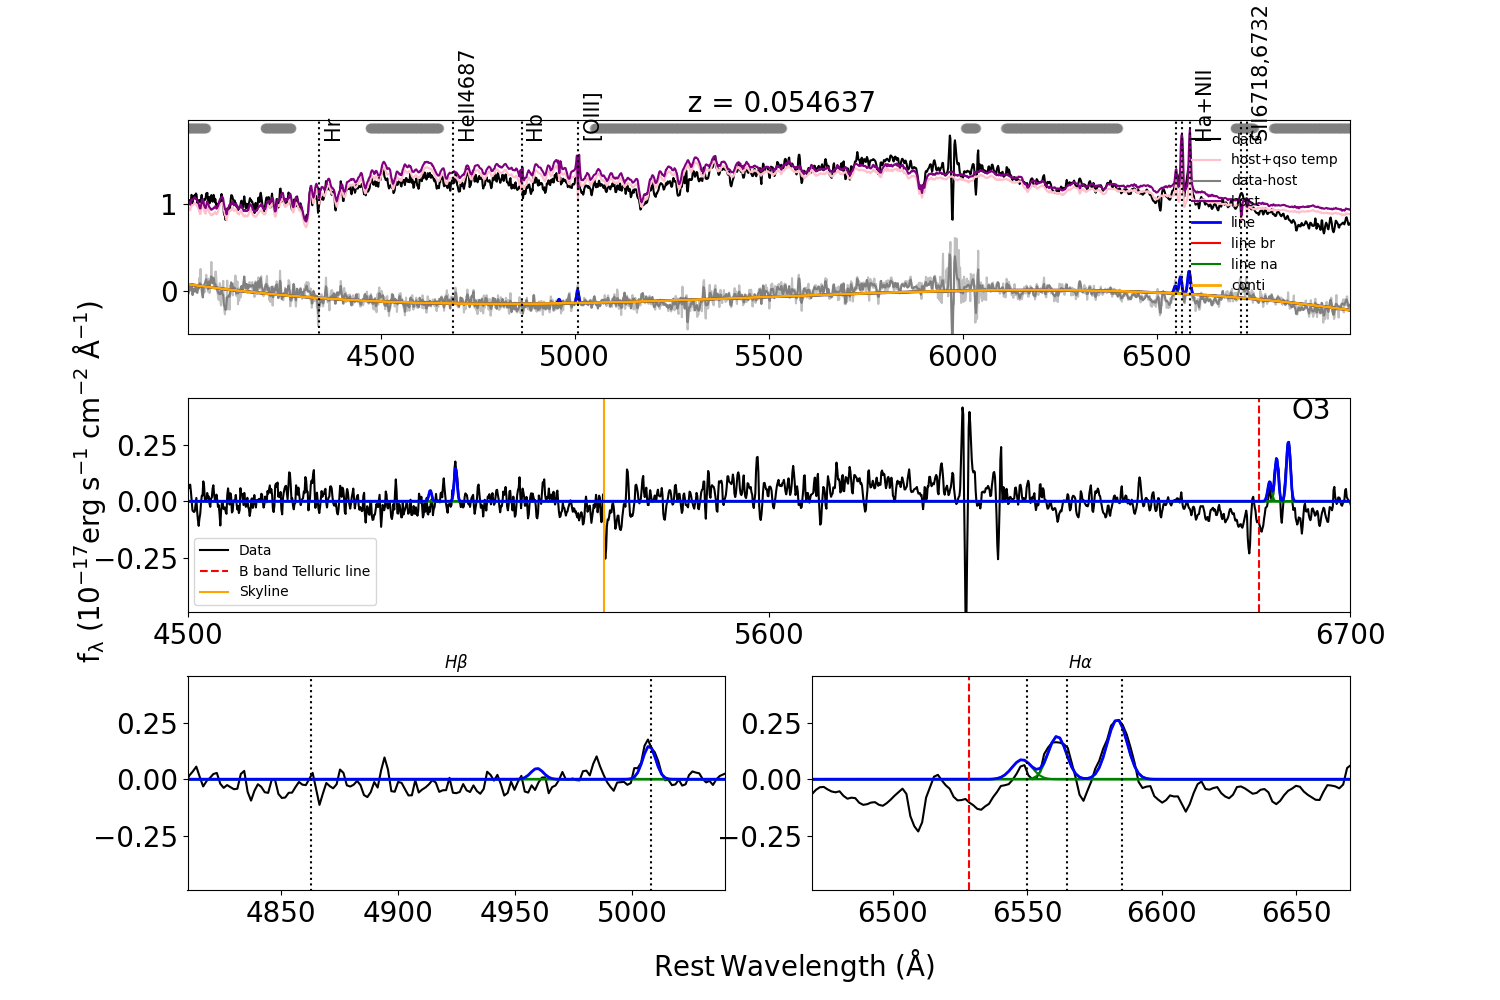 z = 0.054637
Hr
HeII4687
Hb
[OIII]
Ha+NII
SII6718,6732
data
host+qso temp
data-host
host
line
line br
line na
conti
1
0
4500 5000 5500 6000 6500
fλ (10⁻¹⁷erg s⁻¹ cm⁻² Å⁻¹)
O3
0.25
0.00
−0.25
Data
B band Telluric line
Skyline
4500 5600 6700
Hβ
0.25
0.00
−0.25
4850 4900 4950 5000
Hα
0.25
0.00
−0.25
6500 6550 6600 6650
Rest Wavelength (Å)